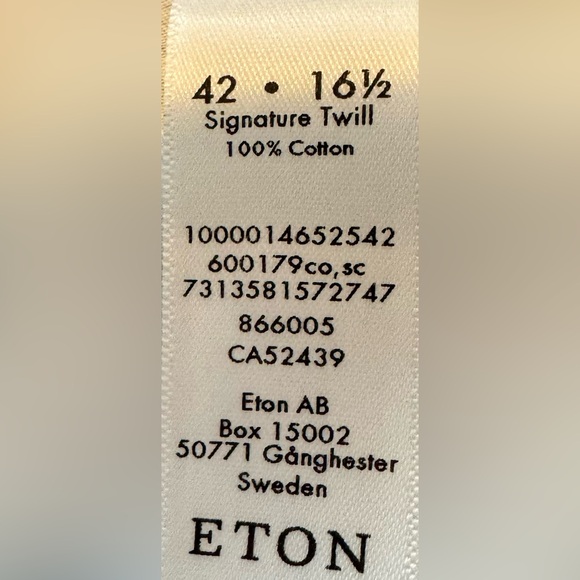 42 • 16½
Signature Twill
100% Cotton
1000014652542
600179co,sc
7313581572747
866005
CA52439
Eton AB
Box 15002
50771 Gånghester
Sweden
ETON